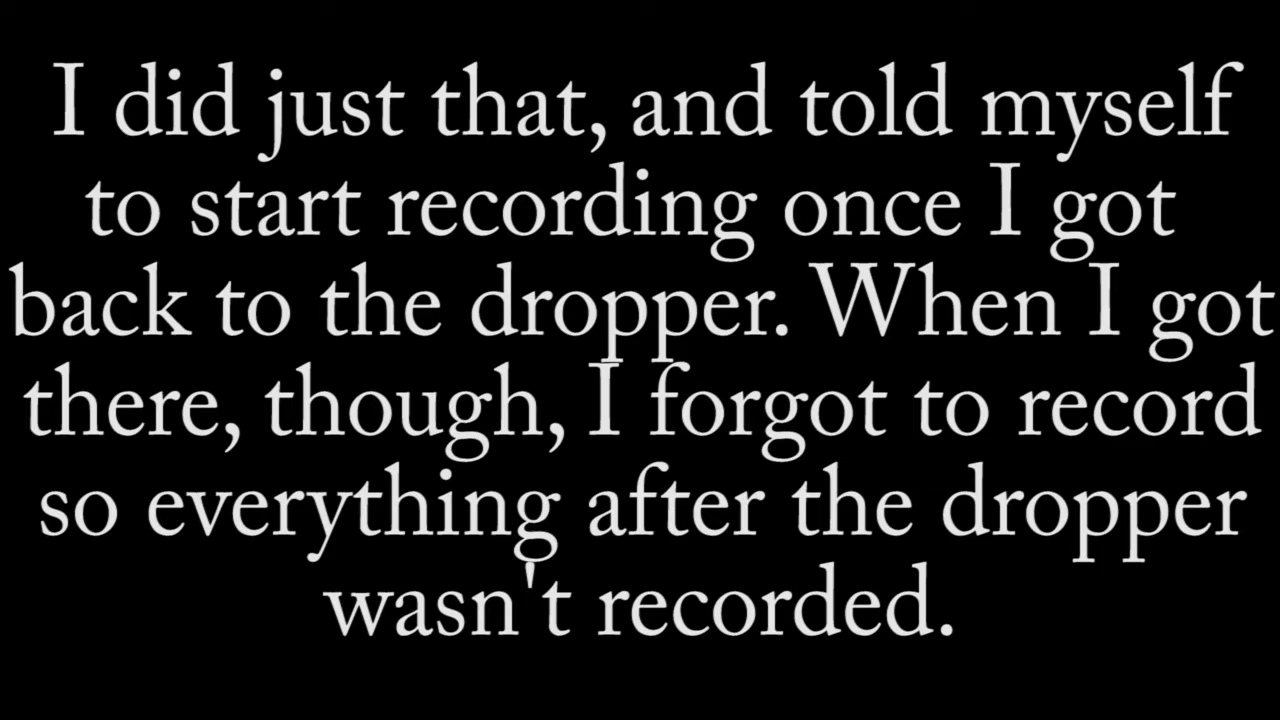 I did just that, and told myself
to start recording once I got
back to the dropper. When I got
there, though, I forgot to record
so everything after the dropper
wasn't recorded.